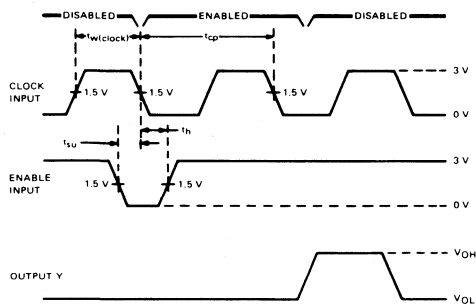 DISABLED ENABLED DISABLED
tw(clock) tcp
3 V
CLOCK
INPUT
1.5 V 1.5 V 1.5 V
0 V
tsu th
3 V
ENABLE
INPUT
1.5 V 1.5 V
0 V
VOH
OUTPUT Y
VOL